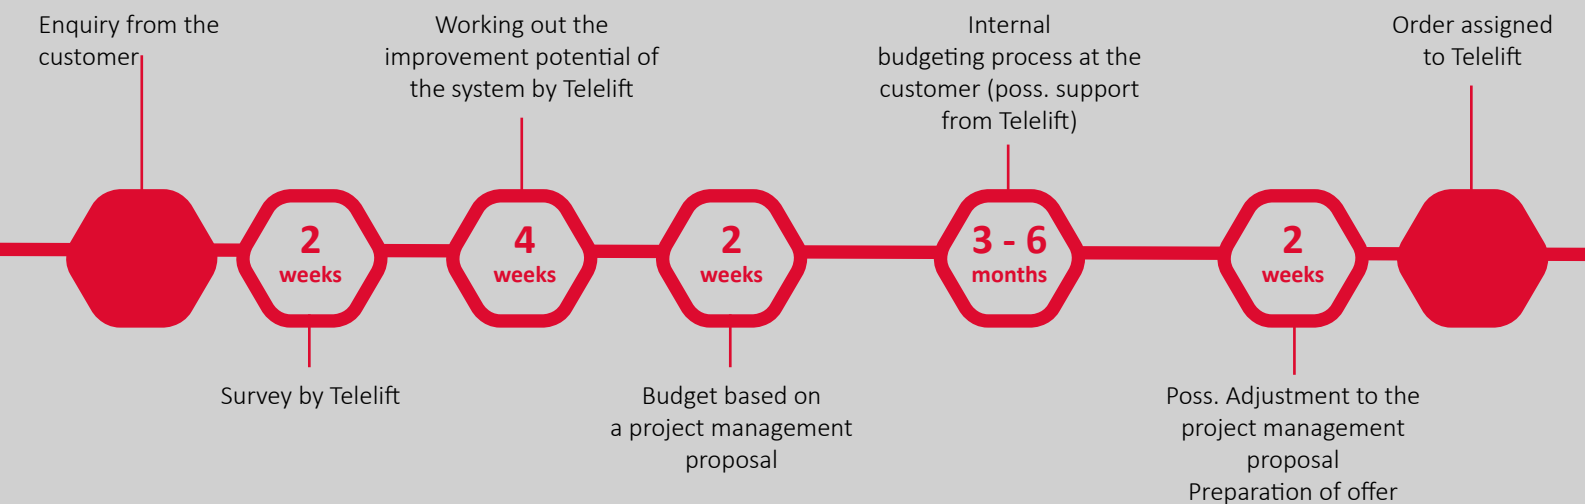 Enquiry from the
customer
Working out the
improvement potential of
the system by Telelift
Internal
budgeting process at the
customer (poss. support
from Telelift)
Order assigned
to Telelift
2
weeks
4
weeks
2
weeks
3 - 6
months
2
weeks
Survey by Telelift
Budget based on
a project management
proposal
Poss. Adjustment to the
project management
proposal
Preparation of offer